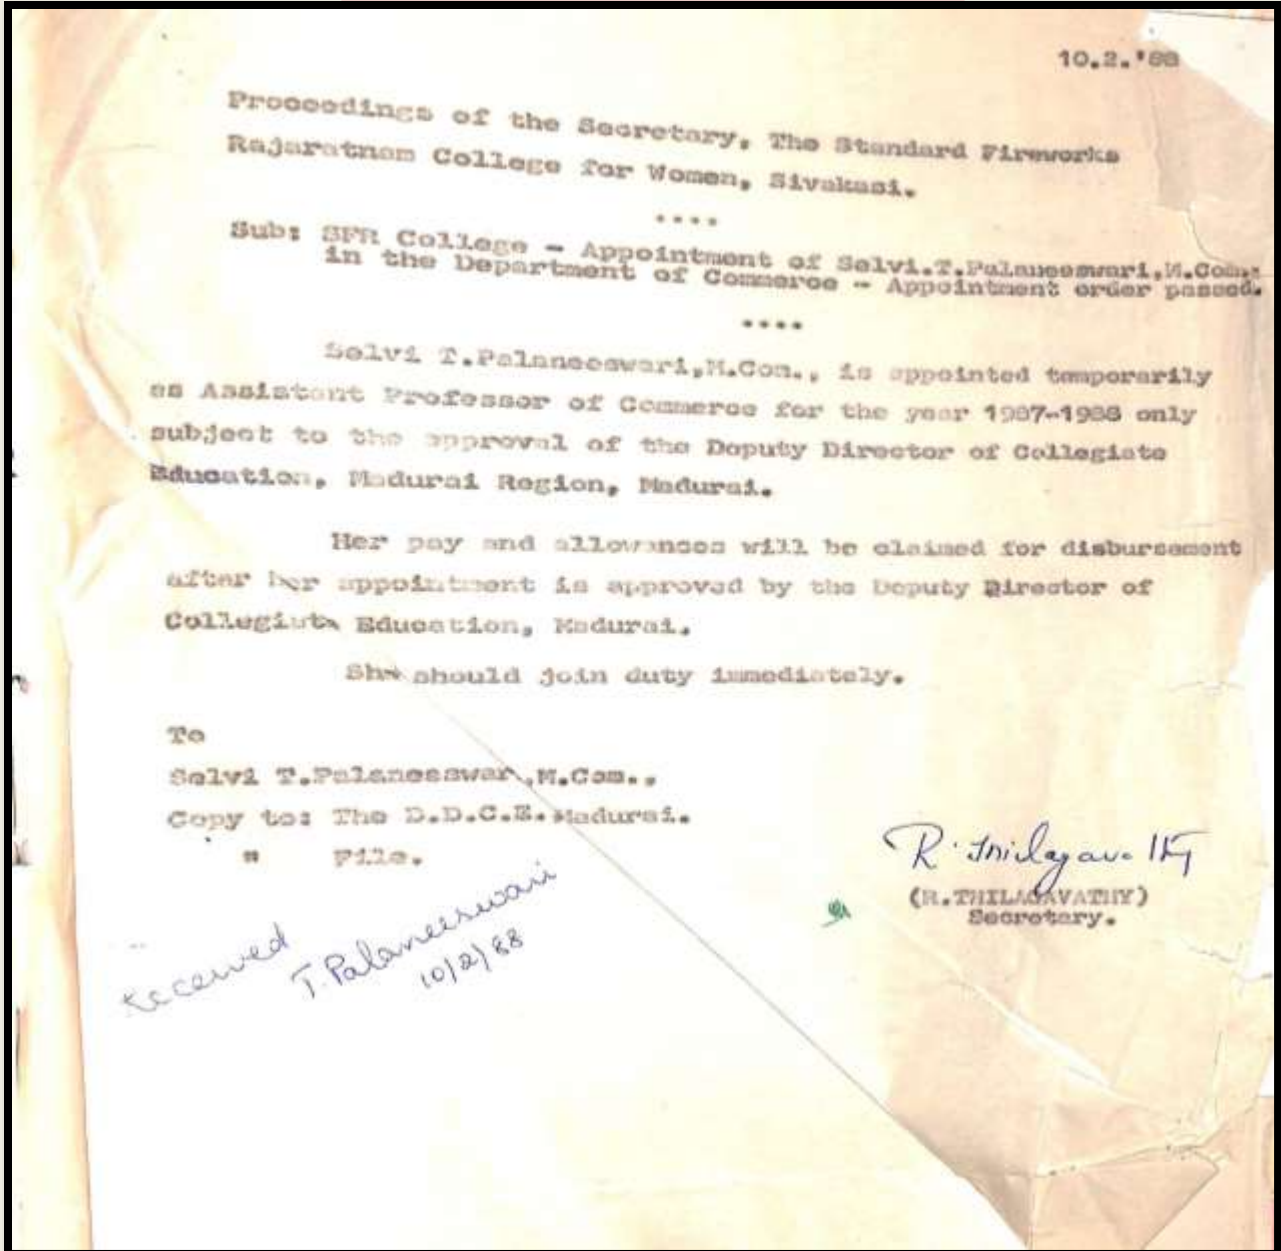 10.2.'88
Proceedings of the Secretary, The Standard Fireworks
Rajaratnam College for Women, Sivakasi.
....
Sub: SFR College - Appointment of Selvi.T.Palaneeswari,M.Com.,
in the Department of Commerce - Appointment order passed.
....
Selvi T.Palaneeswari,M.Com., is appointed temporarily
as Assistant Professor of Commerce for the year 1987-1988 only
subject to the approval of the Deputy Director of Collegiate
Education, Madurai Region, Madurai.
Her pay and allowances will be claimed for disbursement
after her appointment is approved by the Deputy Director of
Collegiate Education, Madurai.
She should join duty immediately.
To
Selvi T.Palaneeswar,M.Com.,
Copy to: The D.D.C.E.Madurai.
" File.
R. Thilagavathy
(R.THILAGAVATHY)
Secretary.
Received
T. Palaneeswari
10/2/88